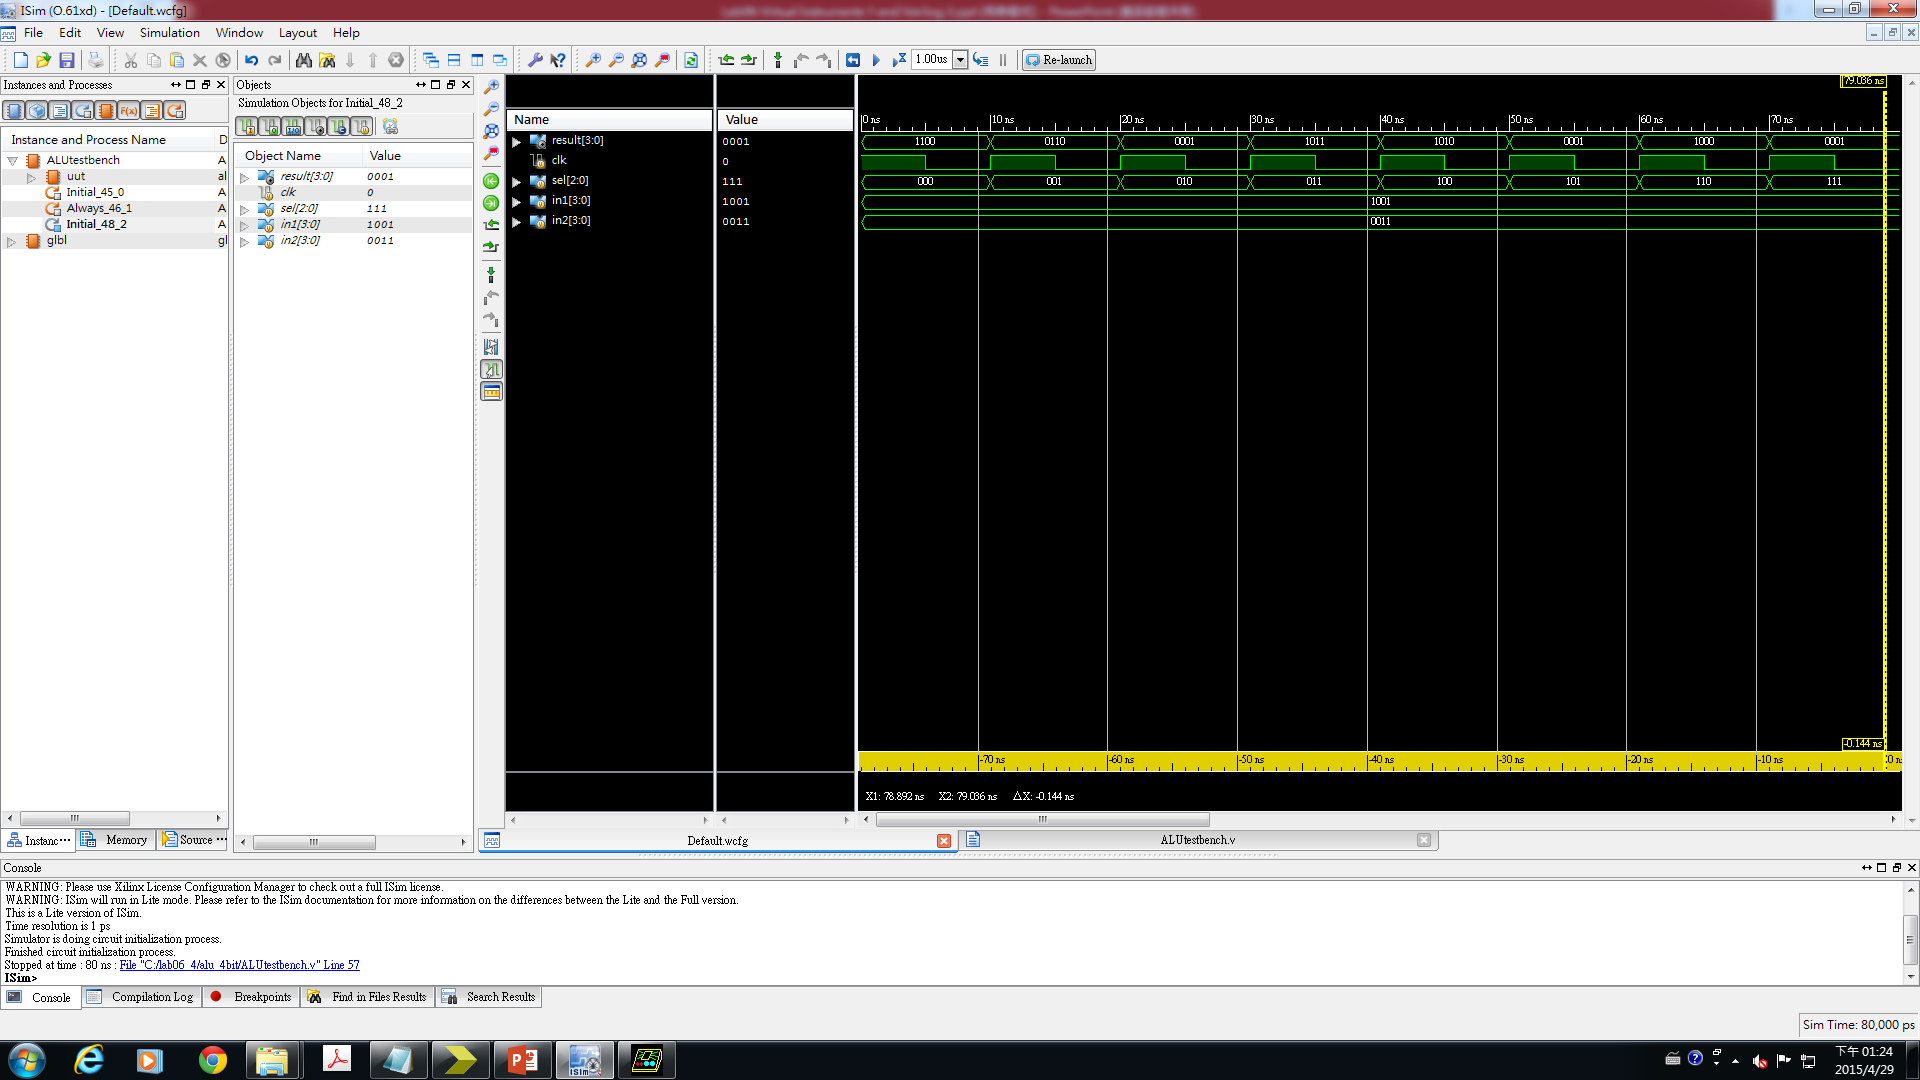 ISim (O.61xd) - [Default.wcfg]
File Edit View Simulation Window Layout Help
1.00us Re-launch
Instances and Processes
Instance and Process Name D
ALUtestbench A
uut al
Initial_45_0 A
Always_46_1 A
Initial_48_2 A
glbl gl
Instanc··· Memory Source ···
Objects
Simulation Objects for Initial_48_2
Object Name Value
result[3:0] 0001
clk 0
sel[2:0] 111
in1[3:0] 1001
in2[3:0] 0011
Name Value
result[3:0] 0001
clk 0
sel[2:0] 111
in1[3:0] 1001
in2[3:0] 0011
79.036 ns
0 ns 10 ns 20 ns 30 ns 40 ns 50 ns 60 ns 70 ns
1100 0110 0001 1011 1010 0001 1000 0001
000 001 010 011 100 101 110 111
1001
0011
-0.144 ns
-70 ns -60 ns -50 ns -40 ns -30 ns -20 ns -10 ns 0 n
X1: 78.892 ns X2: 79.036 ns ΔX: -0.144 ns
Default.wcfg ALUtestbench.v
Console
WARNING: Please use Xilinx License Configuration Manager to check out a full ISim license.
WARNING: ISim will run in Lite mode. Please refer to the ISim documentation for more information on the differences between the Lite and the Full version.
This is a Lite version of ISim.
Time resolution is 1 ps
Simulator is doing circuit initialization process.
Finished circuit initialization process.
Stopped at time : 80 ns : File "C:/lab06_4/alu_4bit/ALUtestbench.v" Line 57
ISim>
Console Compilation Log Breakpoints Find in Files Results Search Results
Sim Time: 80,000 ps
下午 01:24
2015/4/29